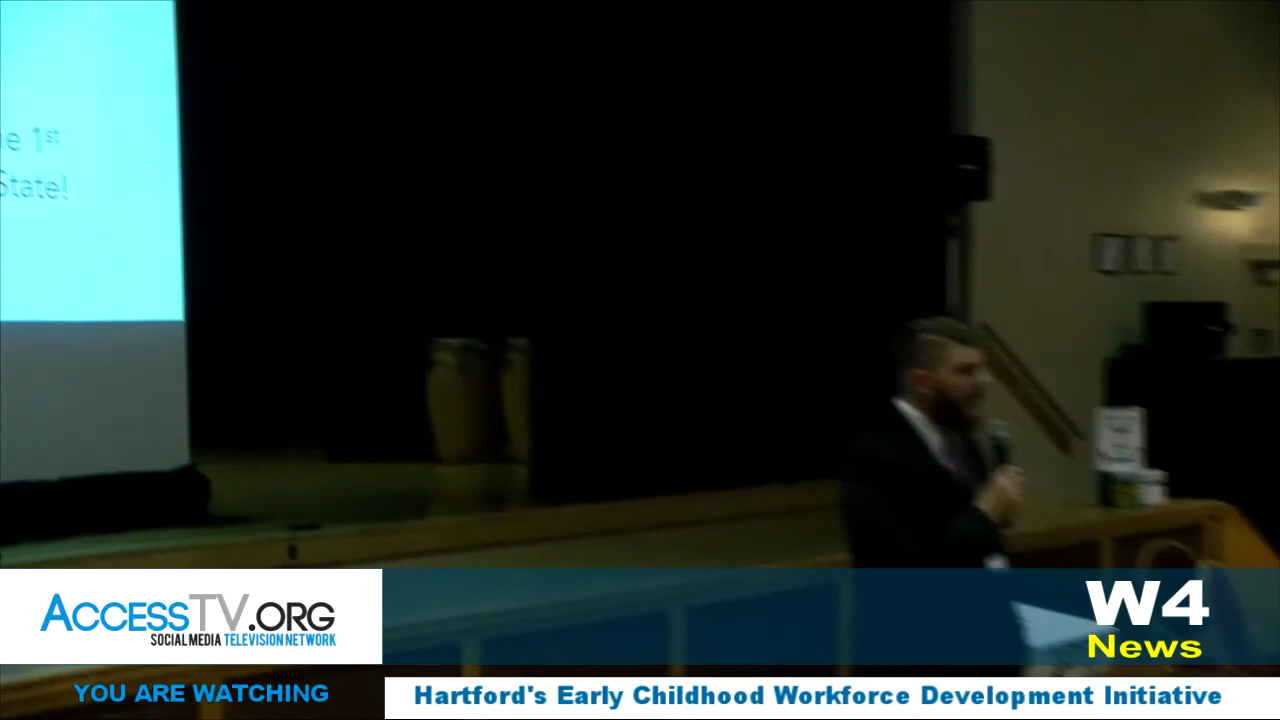 e 1st
State!
ACCESSTV.ORG
SOCIAL MEDIA TELEVISION NETWORK
W4
News
YOU ARE WATCHING
Hartford's Early Childhood Workforce Development Initiative